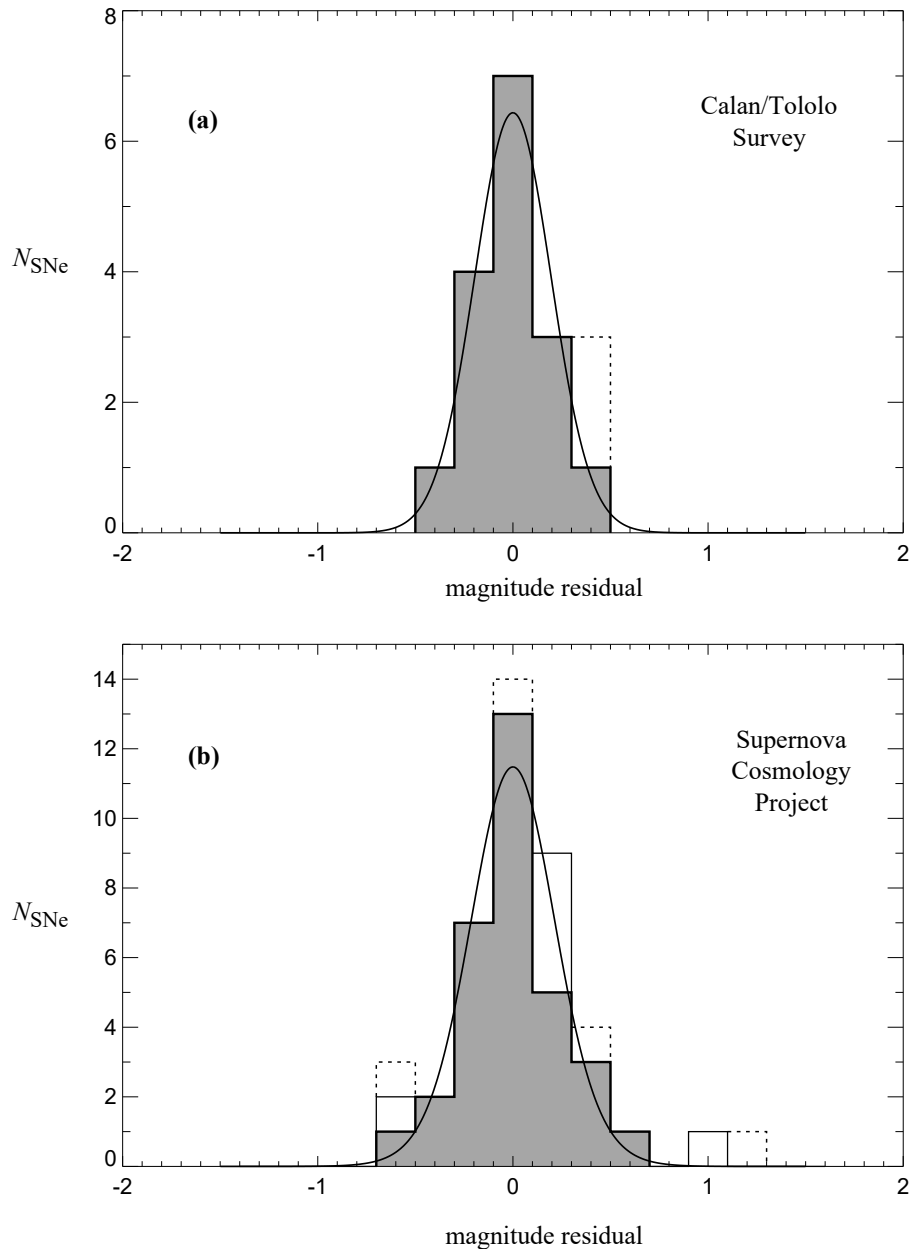 8
6
4
2
0
N_SNe
(a)
Calan/Tololo
Survey
-2 -1 0 1 2
magnitude residual
14
12
10
8
6
4
2
0
N_SNe
(b)
Supernova
Cosmology
Project
-2 -1 0 1 2
magnitude residual